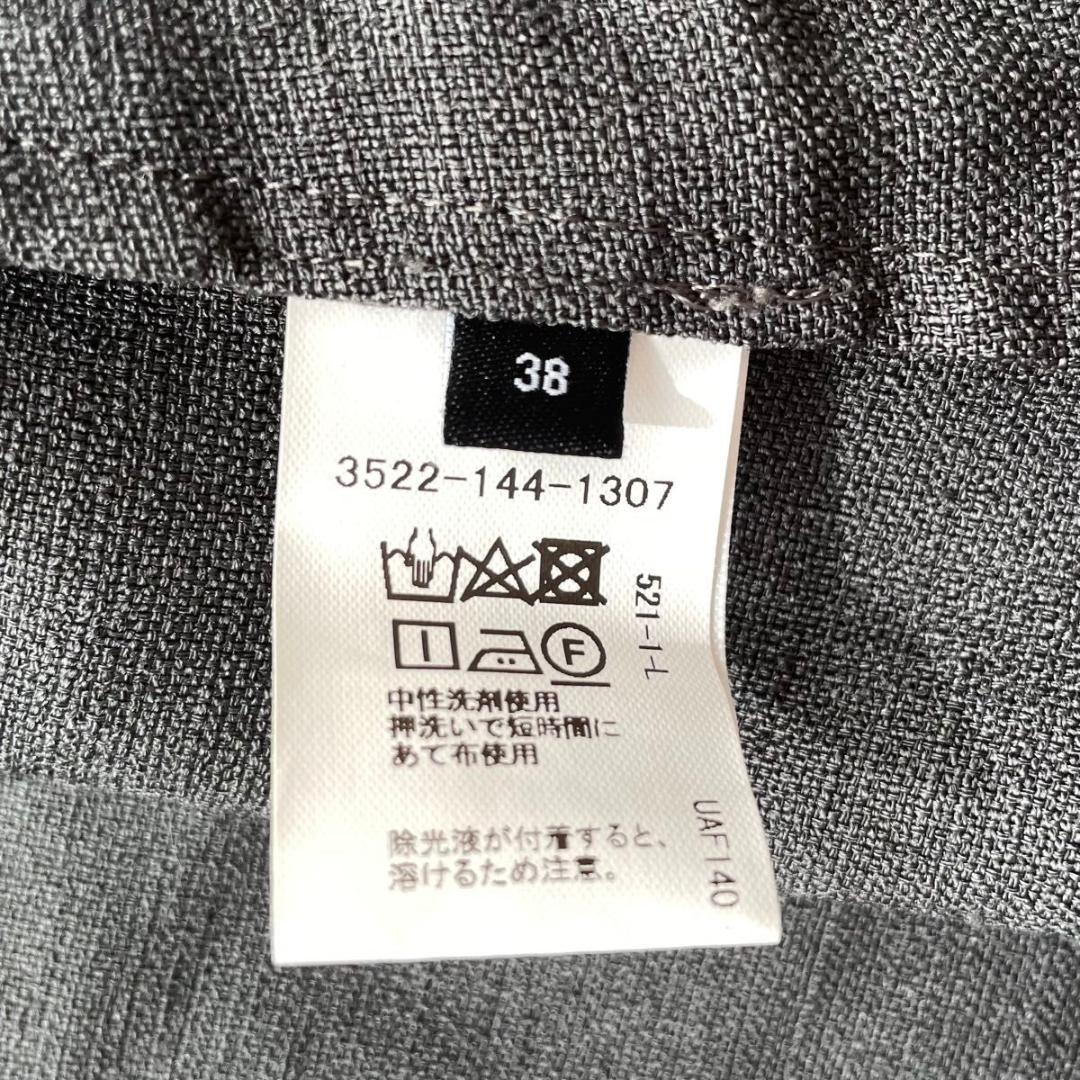 38
3522-144-1307
521-1-L
F
中性洗剤使用
押洗いで短時間に
あて布使用
除光液が付着すると、
溶けるため注意。
UAF140